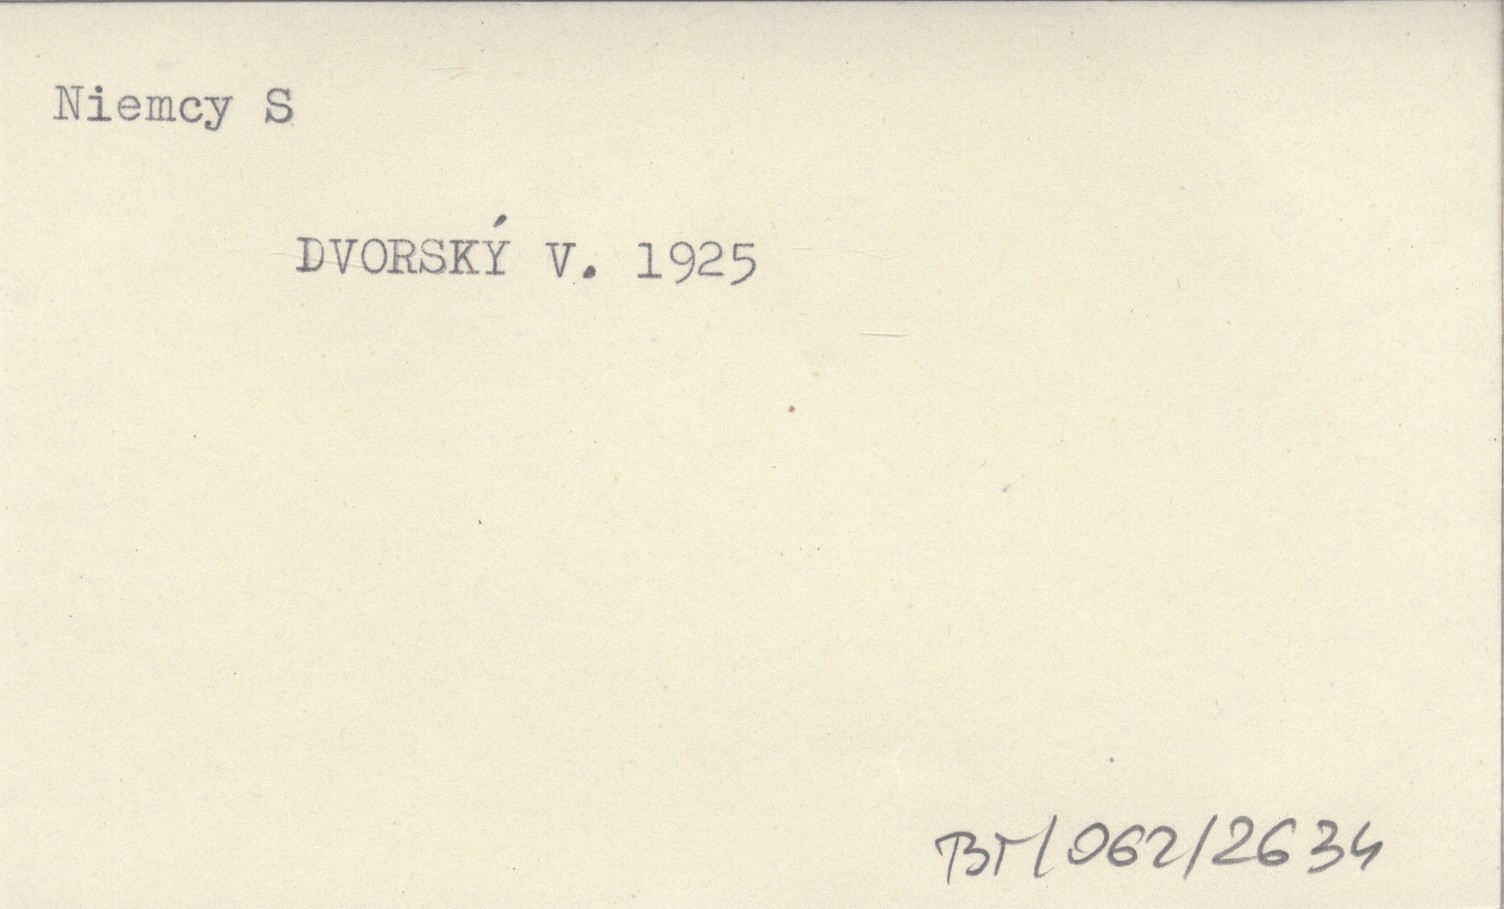 Niemcy S
DVORSKÝ V. 1925
BT/062/2634